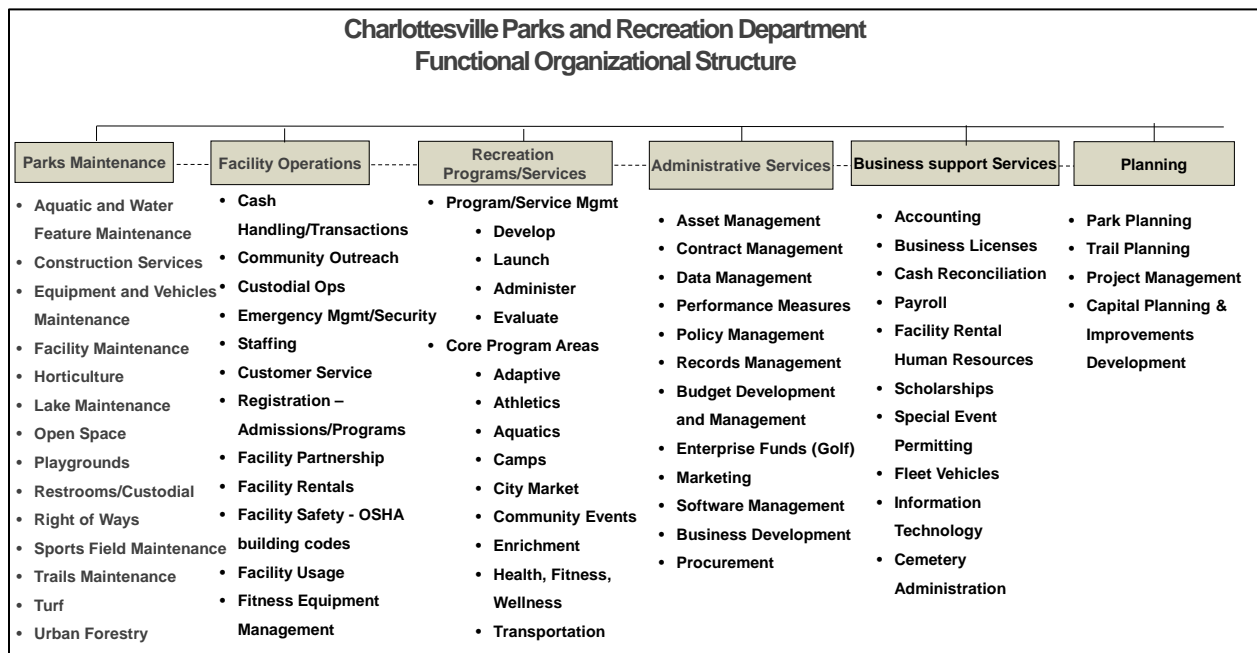 Charlottesville Parks and Recreation Department
Functional Organizational Structure
Parks Maintenance
• Aquatic and Water
Feature Maintenance
• Construction Services
• Equipment and Vehicles
Maintenance
• Facility Maintenance
• Horticulture
• Lake Maintenance
• Open Space
• Playgrounds
• Restrooms/Custodial
• Right of Ways
• Sports Field Maintenance
• Trails Maintenance
• Turf
• Urban Forestry
Facility Operations
• Cash
Handling/Transactions
• Community Outreach
• Custodial Ops
• Emergency Mgmt/Security
• Staffing
• Customer Service
• Registration –
Admissions/Programs
• Facility Partnership
• Facility Rentals
• Facility Safety - OSHA
building codes
• Facility Usage
• Fitness Equipment
Management
Recreation
Programs/Services
• Program/Service Mgmt
• Develop
• Launch
• Administer
• Evaluate
• Core Program Areas
• Adaptive
• Athletics
• Aquatics
• Camps
• City Market
• Community Events
• Enrichment
• Health, Fitness,
Wellness
• Transportation
Administrative Services
• Asset Management
• Contract Management
• Data Management
• Performance Measures
• Policy Management
• Records Management
• Budget Development
and Management
• Enterprise Funds (Golf)
• Marketing
• Software Management
• Business Development
• Procurement
Business support Services
• Accounting
• Business Licenses
• Cash Reconciliation
• Payroll
• Facility Rental
Human Resources
• Scholarships
• Special Event
Permitting
• Fleet Vehicles
• Information
Technology
• Cemetery
Administration
Planning
• Park Planning
• Trail Planning
• Project Management
• Capital Planning &
Improvements
Development